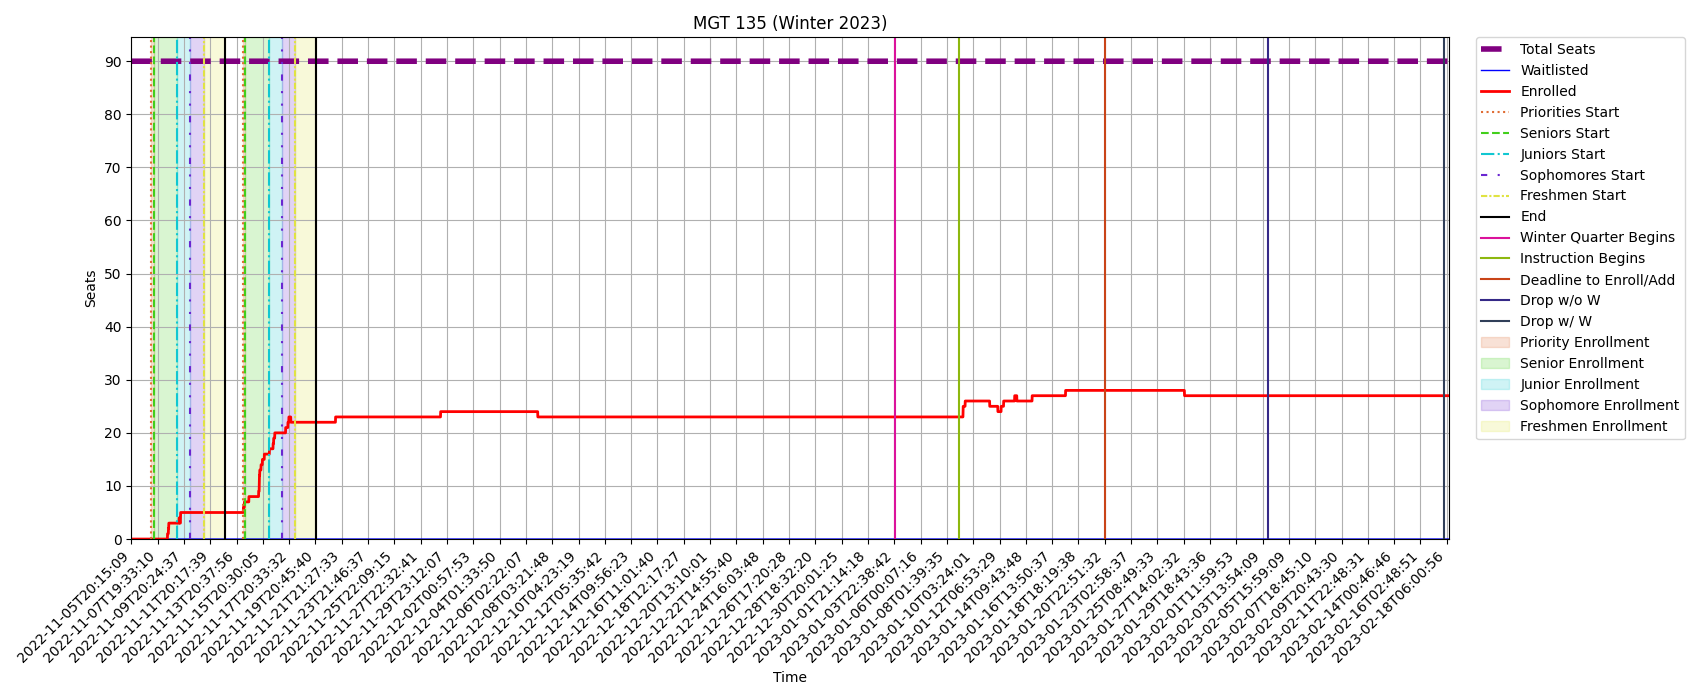 MGT 135 (Winter 2023)
Seats
90
80
70
60
50
40
30
20
10
0
2022-11-05T20:15:09
2022-11-07T19:33:10
2022-11-09T20:24:37
2022-11-11T20:17:39
2022-11-13T20:37:56
2022-11-15T20:30:05
2022-11-17T20:33:32
2022-11-19T20:45:40
2022-11-21T21:27:33
2022-11-23T21:46:37
2022-11-25T22:09:15
2022-11-27T22:32:41
2022-11-29T23:12:07
2022-12-02T00:57:53
2022-12-04T01:33:50
2022-12-06T02:22:07
2022-12-08T03:21:48
2022-12-10T04:23:19
2022-12-12T05:35:42
2022-12-14T09:56:23
2022-12-16T11:01:40
2022-12-18T12:17:27
2022-12-20T13:10:01
2022-12-22T14:55:40
2022-12-24T16:03:48
2022-12-26T17:20:28
2022-12-28T18:32:20
2022-12-30T20:01:25
2023-01-01T21:14:18
2023-01-03T22:38:42
2023-01-06T00:07:16
2023-01-08T01:39:35
2023-01-10T03:24:01
2023-01-12T06:53:29
2023-01-14T09:43:48
2023-01-16T13:50:37
2023-01-18T18:19:38
2023-01-20T22:51:32
2023-01-23T02:58:37
2023-01-25T08:49:33
2023-01-27T14:02:32
2023-01-29T18:43:36
2023-02-01T11:59:53
2023-02-03T13:54:09
2023-02-05T15:59:09
2023-02-07T18:45:10
2023-02-09T20:43:30
2023-02-11T22:48:31
2023-02-14T00:46:46
2023-02-16T02:48:51
2023-02-18T06:00:56
Time
Total Seats
Waitlisted
Enrolled
Priorities Start
Seniors Start
Juniors Start
Sophomores Start
Freshmen Start
End
Winter Quarter Begins
Instruction Begins
Deadline to Enroll/Add
Drop w/o W
Drop w/ W
Priority Enrollment
Senior Enrollment
Junior Enrollment
Sophomore Enrollment
Freshmen Enrollment